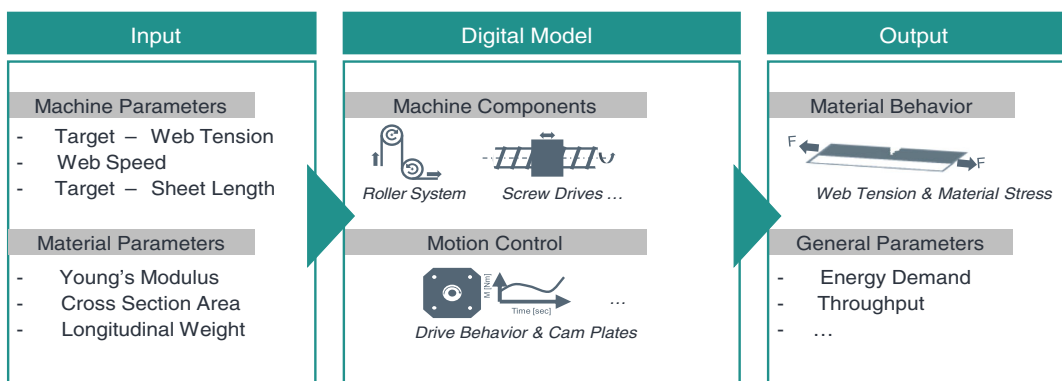 Input
Machine Parameters
- Target – Web Tension
- Web Speed
- Target – Sheet Length
Material Parameters
- Young's Modulus
- Cross Section Area
- Longitudinal Weight
Digital Model
Machine Components
Roller System
Screw Drives ...
Motion Control
M [Nm]
Time [sec]
...
Drive Behavior & Cam Plates
Output
Material Behavior
F
F
Web Tension & Material Stress
General Parameters
- Energy Demand
- Throughput
- ...